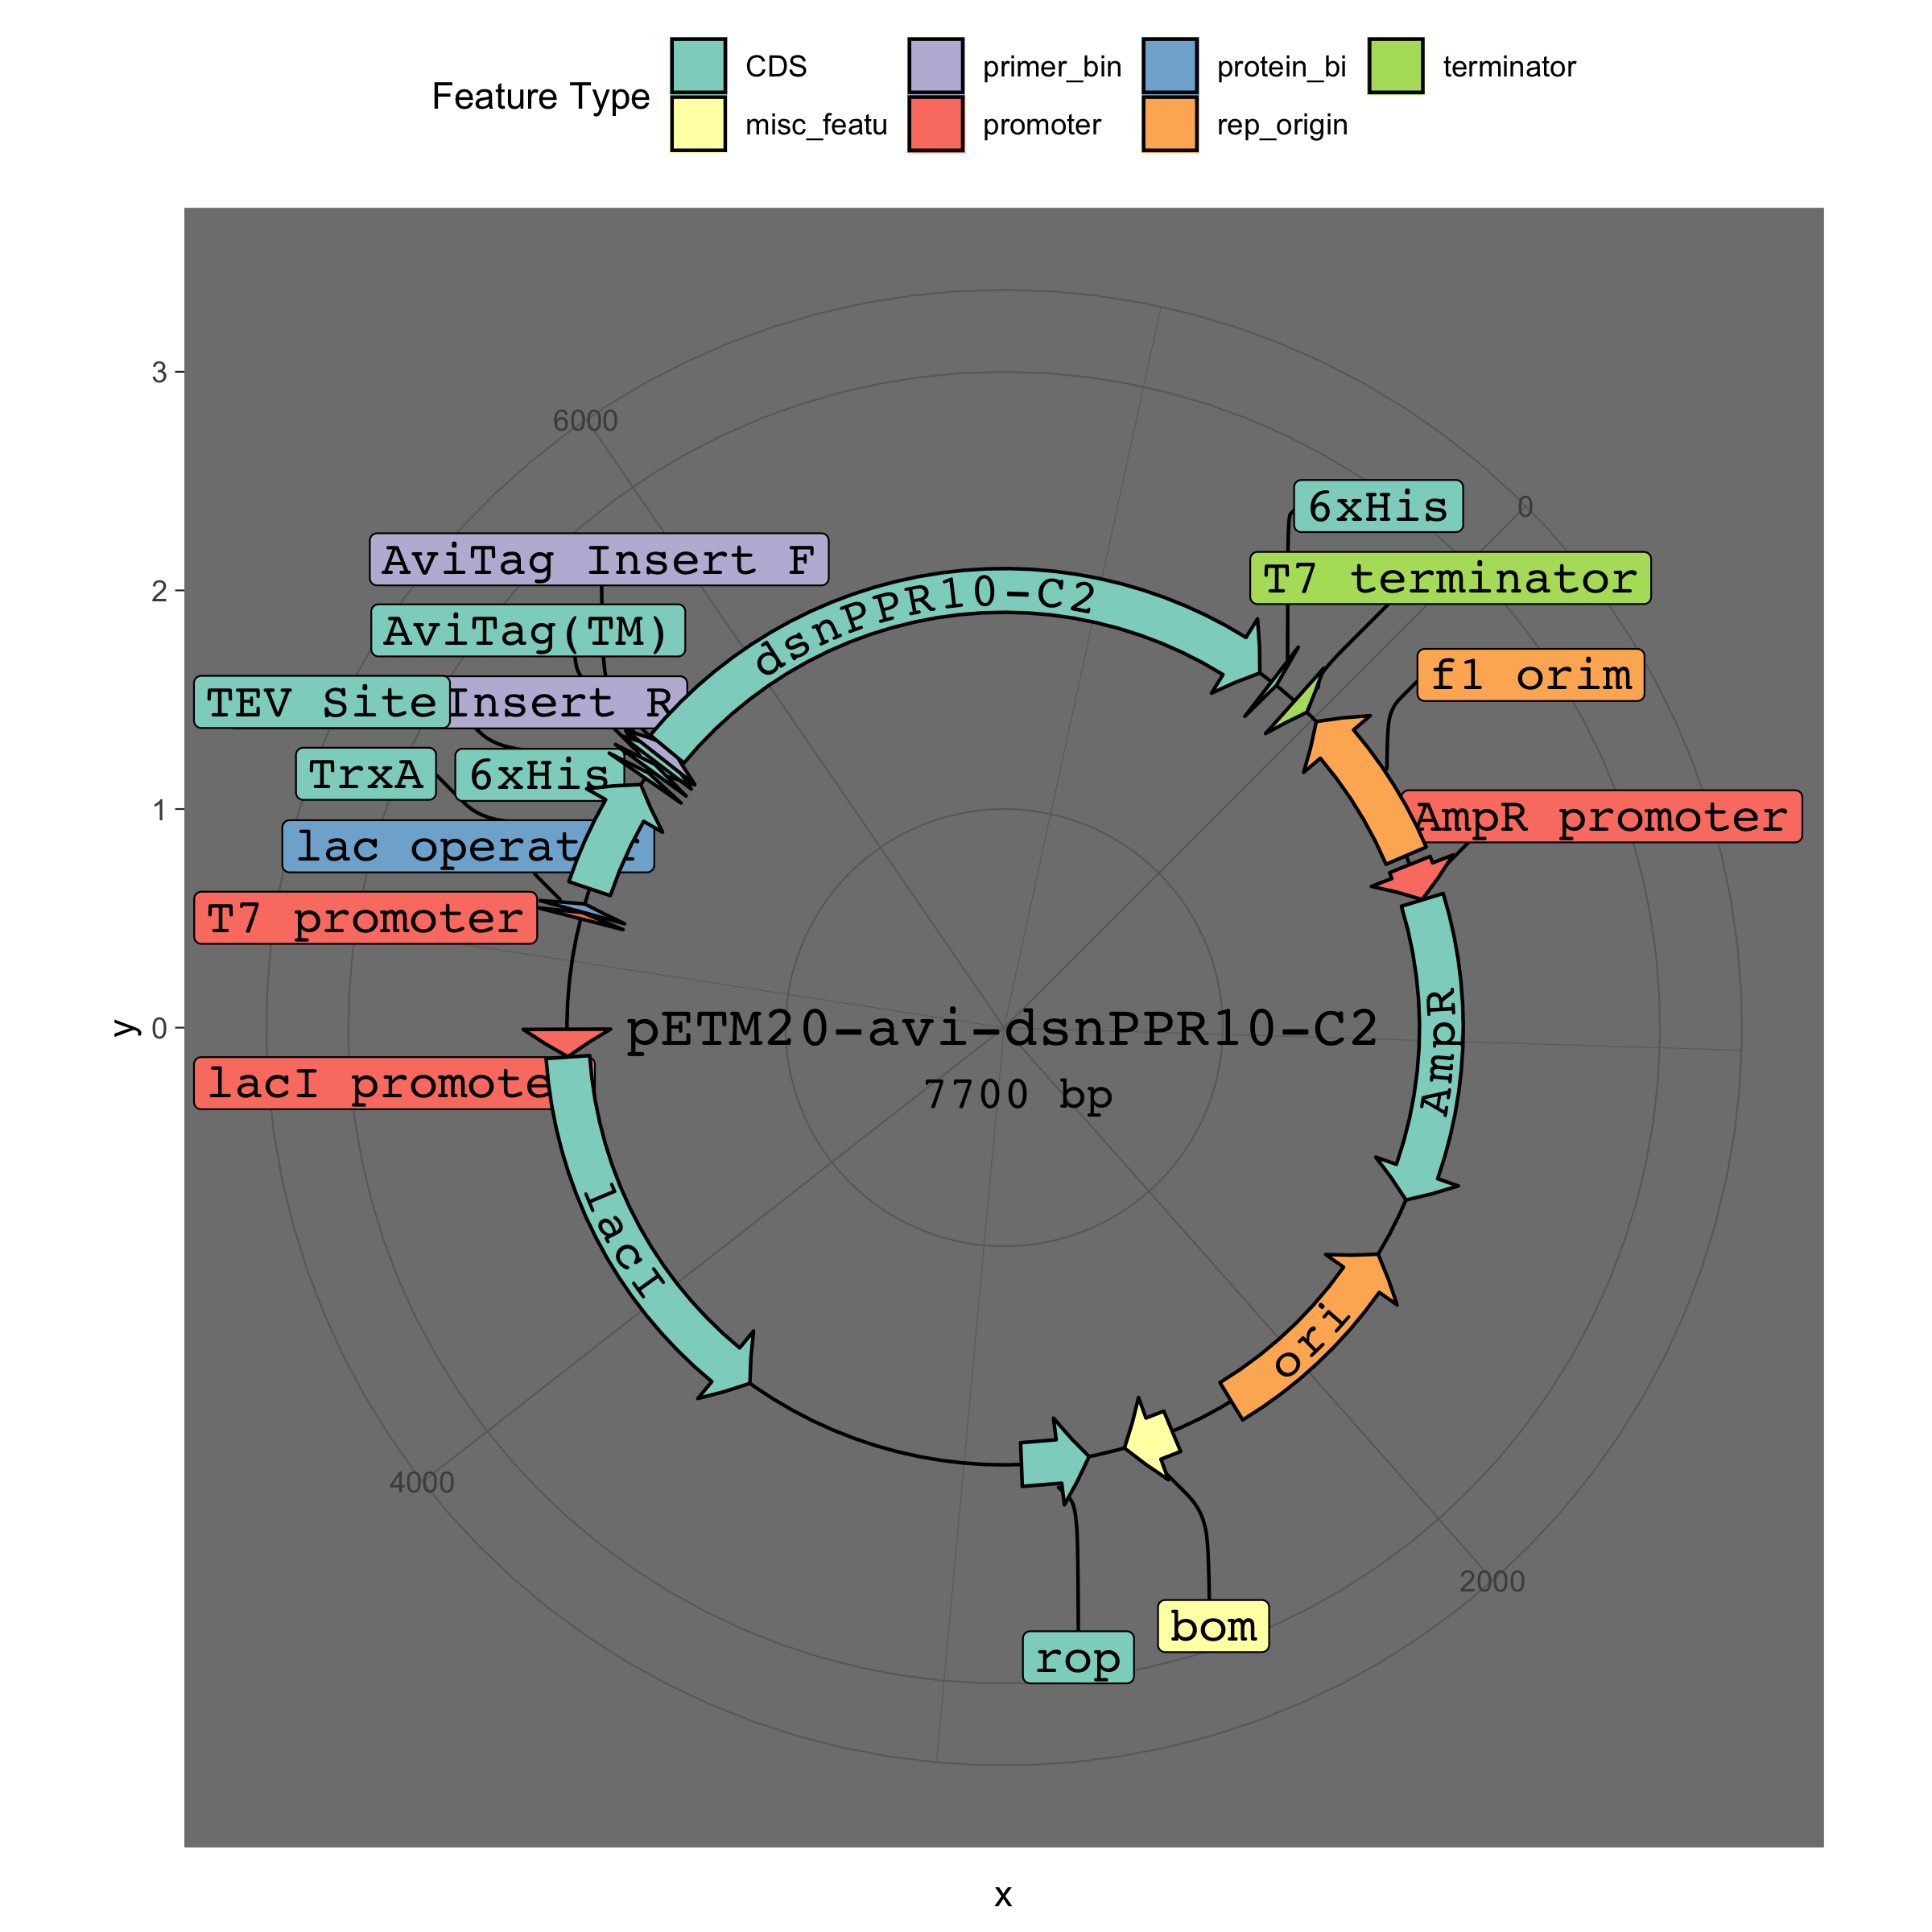 Feature Type
CDS
misc_featu
primer_bin
promoter
protein_bi
rep_origin
terminator
3
2
1
0
y
x
0
2000
4000
6000
6xHis
T7 terminator
f1 orim
AmpR promoter
AmpR
ori
bom
rop
lacI
lacI promote
T7 promoter
lac operat
TrxA
6xHis
TEV Site
Insert R
AviTag(TM)
AviTag Insert F
dsnPPR10-C2
pETM20-avi-dsnPPR10-C2
7700 bp